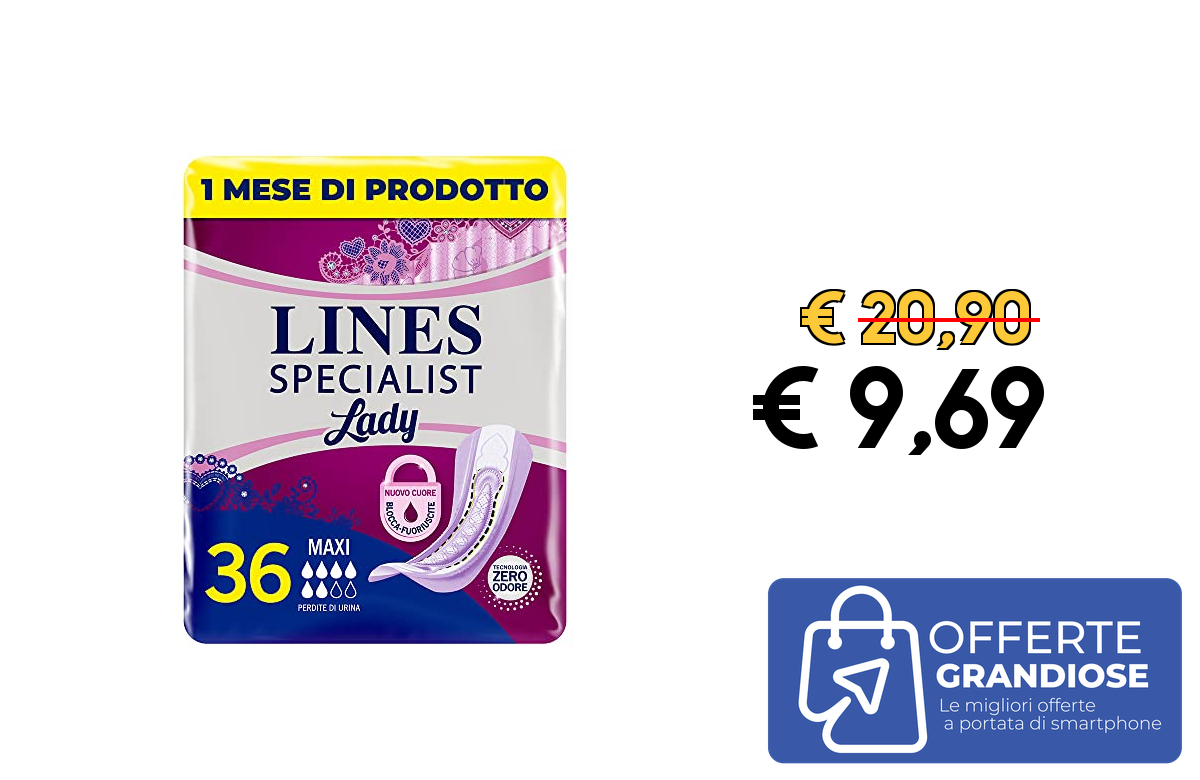 1 MESE DI PRODOTTO
LINES
SPECIALIST
Lady
NUOVO CUORE
BLOCCA-FUORIUSCITE
36
MAXI
PERDITE DI URINA
TECNOLOGIA
ZERO
ODORE
€ 20,90
€ 9,69
OFFERTE
GRANDIOSE
Le migliori offerte
a portata di smartphone